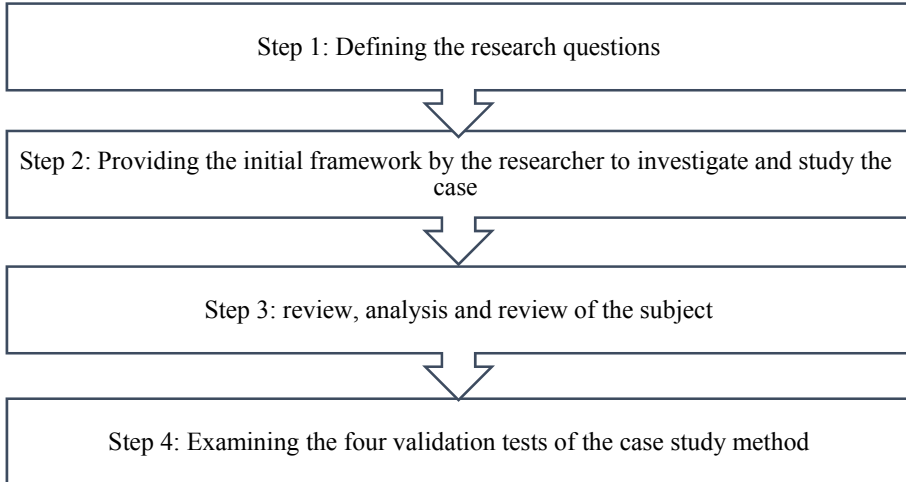 Step 1: Defining the research questions
Step 2: Providing the initial framework by the researcher to investigate and study the
case
Step 3: review, analysis and review of the subject
Step 4: Examining the four validation tests of the case study method